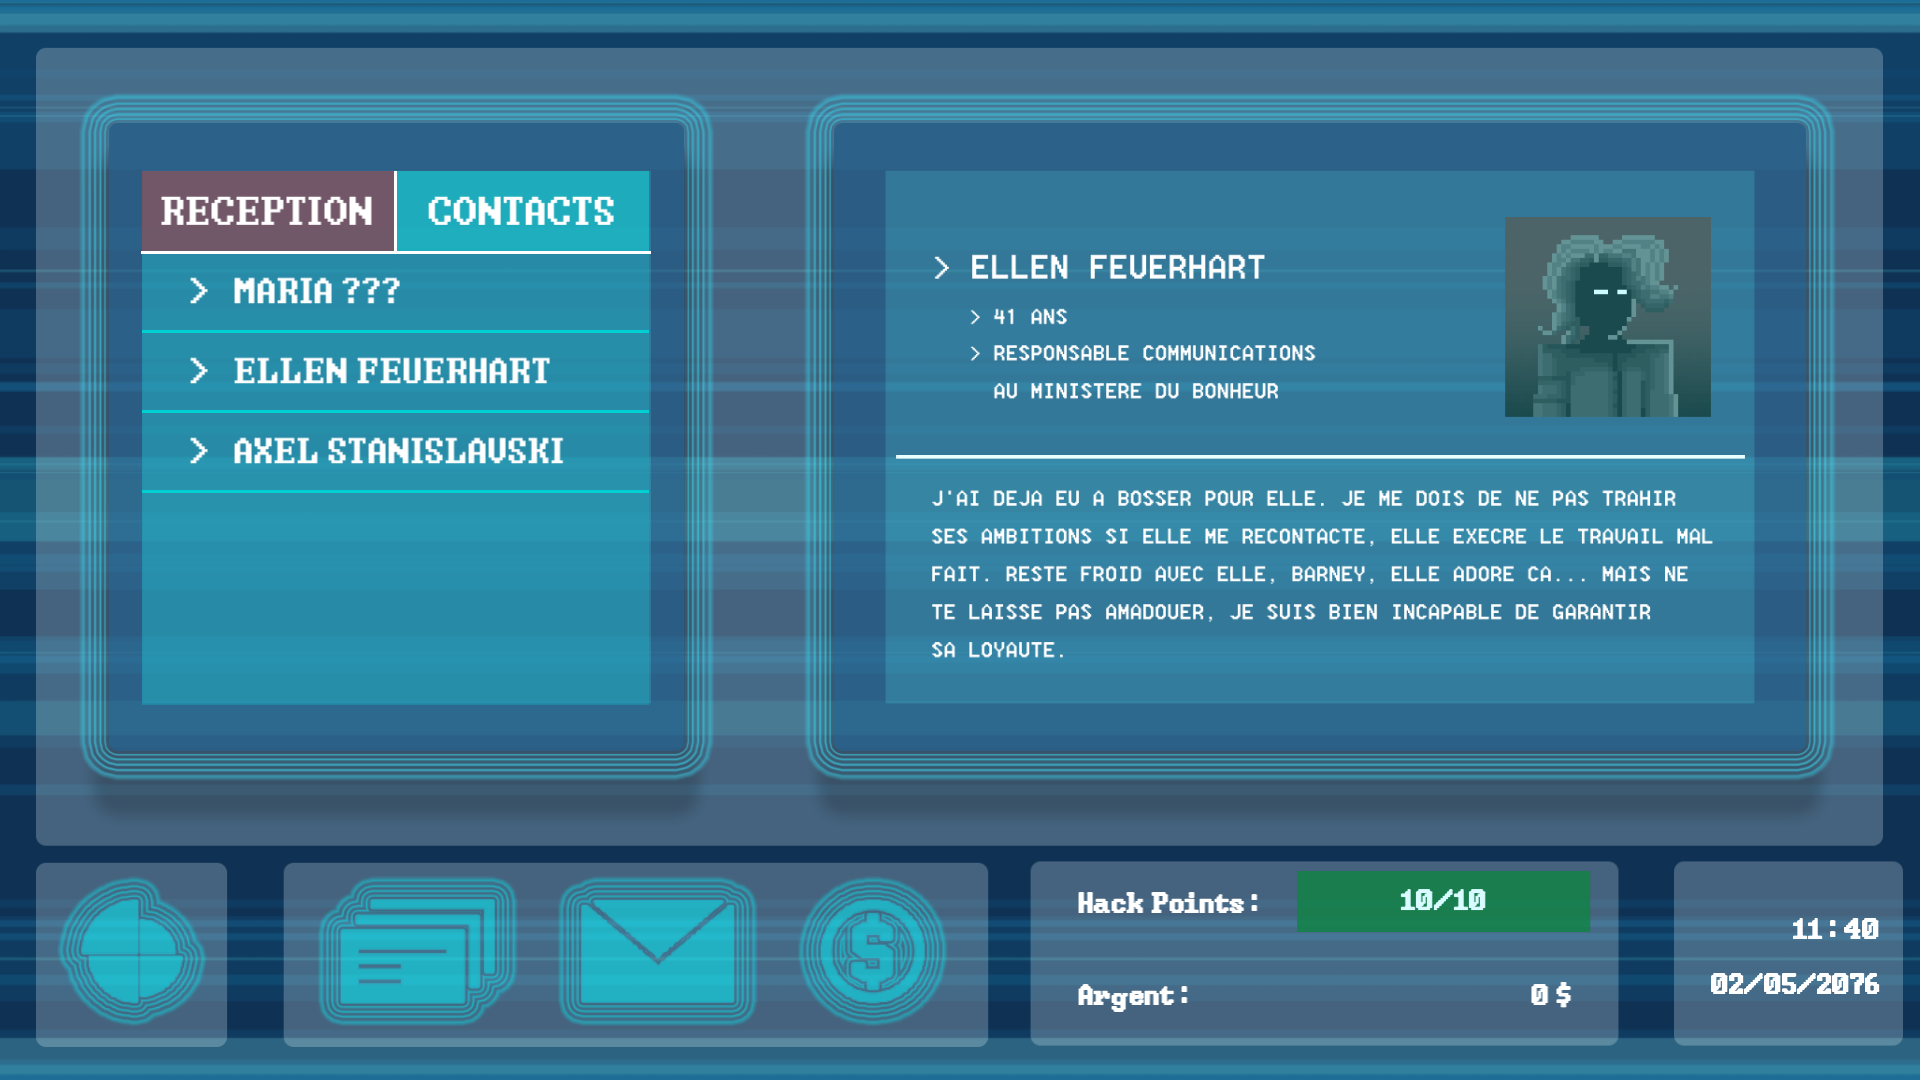 RECEPTION
CONTACTS
> MARIA ???
> ELLEN FEUERHART
> AXEL STANISLAVSKI
> ELLEN FEUERHART
> 41 ANS
> RESPONSABLE COMMUNICATIONS
AU MINISTERE DU BONHEUR
J'AI DEJA EU A BOSSER POUR ELLE. JE ME DOIS DE NE PAS TRAHIR
SES AMBITIONS SI ELLE ME RECONTACTE, ELLE EXECRE LE TRAVAIL MAL
FAIT. RESTE FROID AVEC ELLE, BARNEY, ELLE ADORE CA... MAIS NE
TE LAISSE PAS AMADOUER, JE SUIS BIEN INCAPABLE DE GARANTIR
SA LOYAUTE.
Hack Points: 10/10
Argent: 0 $
11:40
02/05/2076